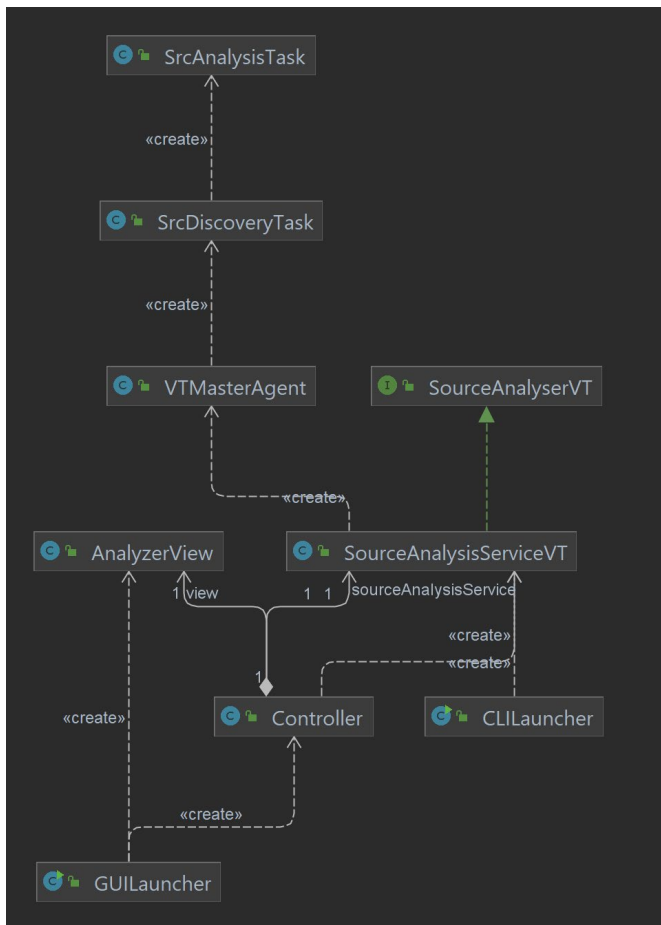 C SrcAnalysisTask
«create»
C SrcDiscoveryTask
«create»
C VTMasterAgent
I SourceAnalyserVT
«create»
C AnalyzerView
C SourceAnalysisServiceVT
1 view
1 1 sourceAnalysisService
«create»
«create»
1
C Controller
C CLILauncher
«create»
«create»
C GUILauncher